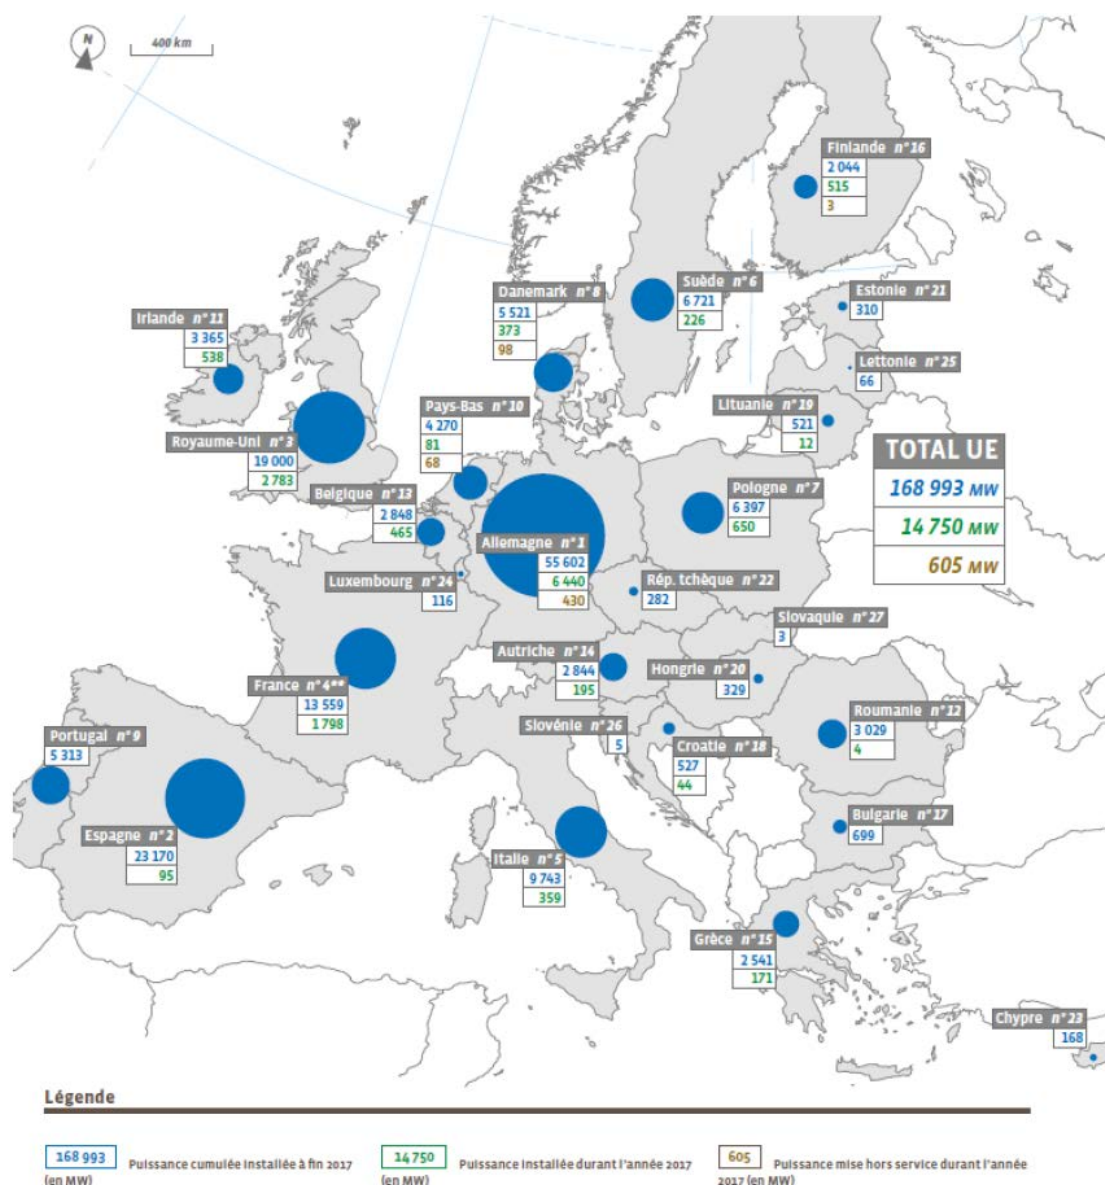 N
400 km
Finlande n°16
2 044
515
3
Suède n°6
6 721
226
Danemark n°8
5 521
373
98
Estonie n°21
310
Irlande n°11
3 365
538
Lettonie n°25
66
Pays-Bas n°10
4 270
81
68
Lituanie n°19
521
12
Royaume-Uni n°3
19 000
2 783
TOTAL UE
168 993 MW
14 750 MW
605 MW
Belgique n°13
2 848
465
Pologne n°7
6 397
650
Allemagne n°1
55 602
6 440
430
Luxembourg n°24
116
Rép. tchèque n°22
282
Slovaquie n°27
3
Autriche n°14
2 844
195
Hongrie n°20
329
France n°4**
13 559
1 798
Roumanie n°12
3 029
4
Slovénie n°26
5
Portugal n°9
5 313
Croatie n°18
527
44
Bulgarie n°17
699
Espagne n°2
23 170
95
Italie n°5
9 743
359
Grèce n°15
2 541
171
Chypre n°23
168
Légende
168 993 Puissance cumulée installée à fin 2017
(en MW)
14 750 Puissance installée durant l'année 2017
(en MW)
605 Puissance mise hors service durant l'année
2017 (en MW)